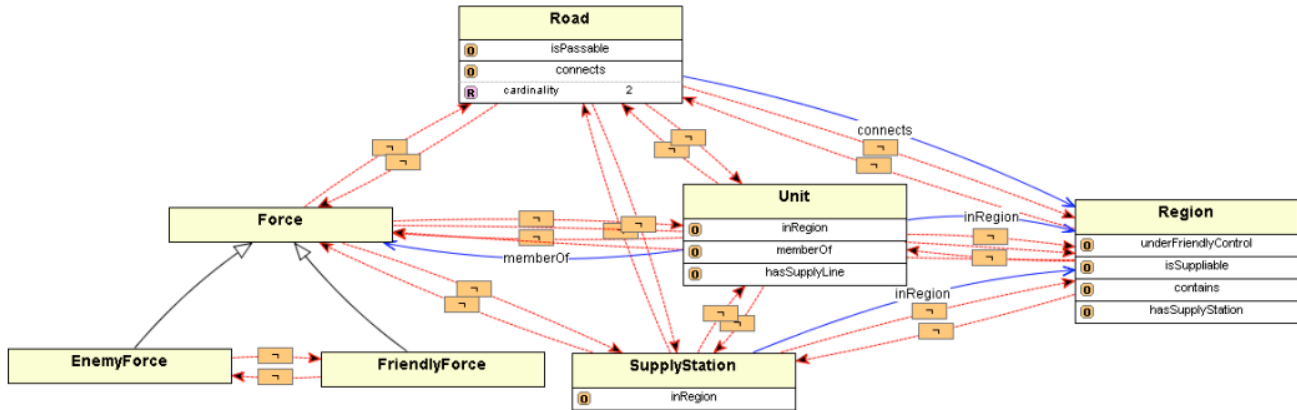 Road
O isPassable
O connects
R cardinality 2
connects
¬
¬
¬
¬
¬
¬
Unit
O inRegion
O memberOf
O hasSupplyLine
inRegion
¬
¬
Region
O underFriendlyControl
O isSuppliable
O contains
O hasSupplyStation
Force
¬
¬
¬
¬
memberOf
inRegion
¬
¬
¬
¬
¬
¬
EnemyForce
¬
¬
FriendlyForce
SupplyStation
O inRegion